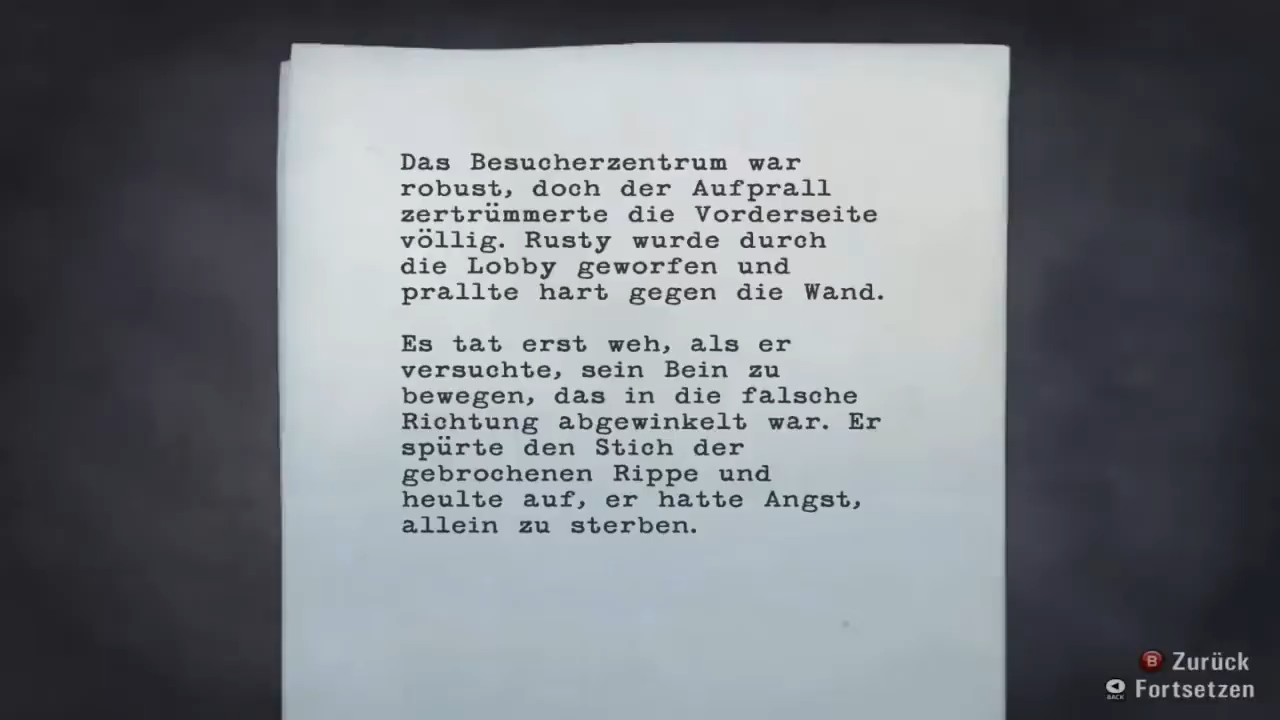 Das Besucherzentrum war
robust, doch der Aufprall
zertrümmerte die Vorderseite
völlig. Rusty wurde durch
die Lobby geworfen und
prallte hart gegen die Wand.
Es tat erst weh, als er
versuchte, sein Bein zu
bewegen, das in die falsche
Richtung abgewinkelt war. Er
spürte den Stich der
gebrochenen Rippe und
heulte auf, er hatte Angst,
allein zu sterben.
B Zurück
BACK Fortsetzen